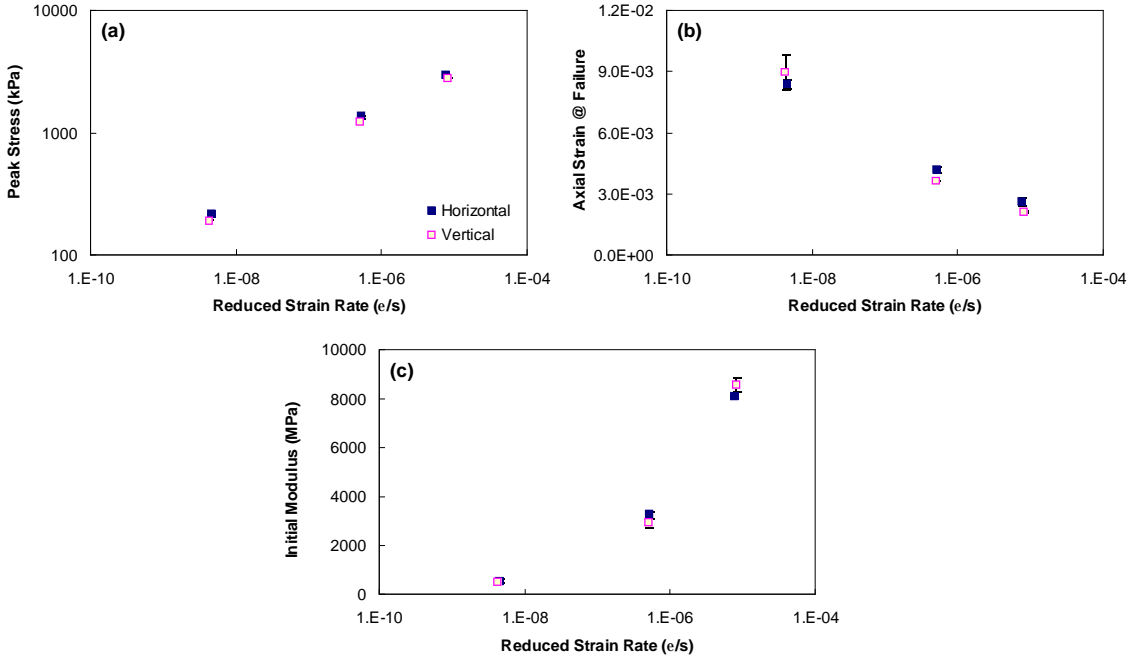 (a)
Peak Stress (kPa)
10000
1000
100
Horizontal
Vertical
1.E-10
1.E-08
1.E-06
1.E-04
Reduced Strain Rate (e/s)
(b)
Axial Strain @ Failure
1.2E-02
9.0E-03
6.0E-03
3.0E-03
0.0E+00
1.E-10
1.E-08
1.E-06
1.E-04
Reduced Strain Rate (e/s)
(c)
Initial Modulus (MPa)
10000
8000
6000
4000
2000
0
1.E-10
1.E-08
1.E-06
1.E-04
Reduced Strain Rate (e/s)